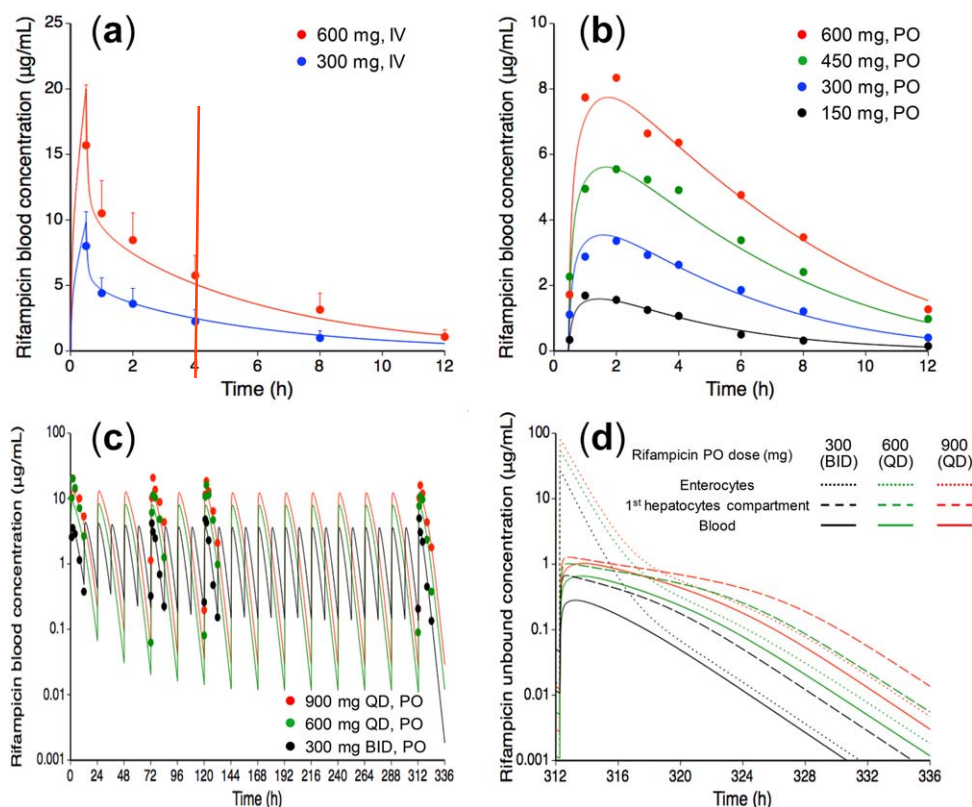 (a)
600 mg, IV
300 mg, IV
Rifampicin blood concentration (µg/mL)
25
20
15
10
5
0
0 2 4 6 8 10 12
Time (h)
(b)
600 mg, PO
450 mg, PO
300 mg, PO
150 mg, PO
Rifampicin blood concentration (µg/mL)
10
8
6
4
2
0
0 2 4 6 8 10 12
Time (h)
(c)
Rifampicin blood concentration (µg/mL)
100
10
1
0.1
0.01
0.001
900 mg QD, PO
600 mg QD, PO
300 mg BID, PO
0 24 48 72 96 120 144 168 192 216 240 264 288 312 336
Time (h)
(d)
Rifampicin PO dose (mg) 300 600 900
(BID) (QD) (QD)
Enterocytes
1st hepatocytes compartment
Blood
Rifampicin unbound concentration (µg/mL)
100
10
1
0.1
0.01
0.001
312 316 320 324 328 332 336
Time (h)